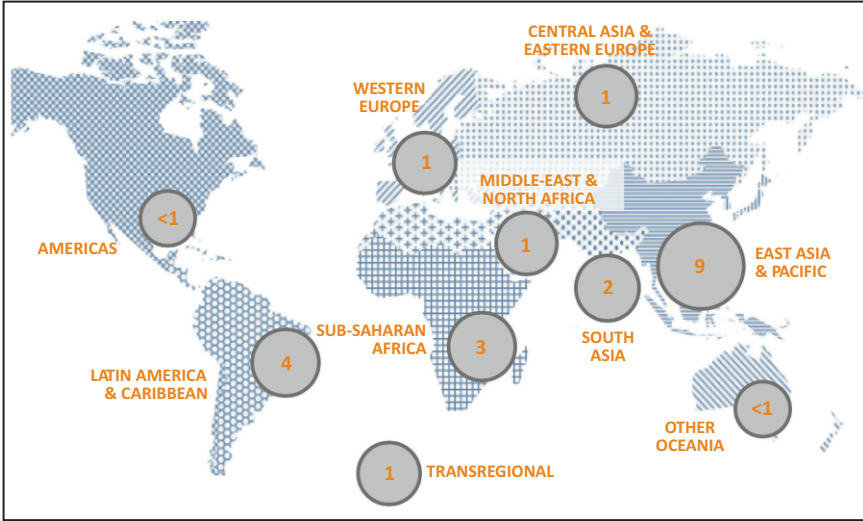 CENTRAL ASIA &
EASTERN EUROPE
1
WESTERN
EUROPE
1
MIDDLE-EAST &
NORTH AFRICA
1
<1
AMERICAS
9
EAST ASIA
& PACIFIC
2
SOUTH
ASIA
SUB-SAHARAN
AFRICA
3
4
LATIN AMERICA
& CARIBBEAN
<1
OTHER
OCEANIA
1
TRANSREGIONAL